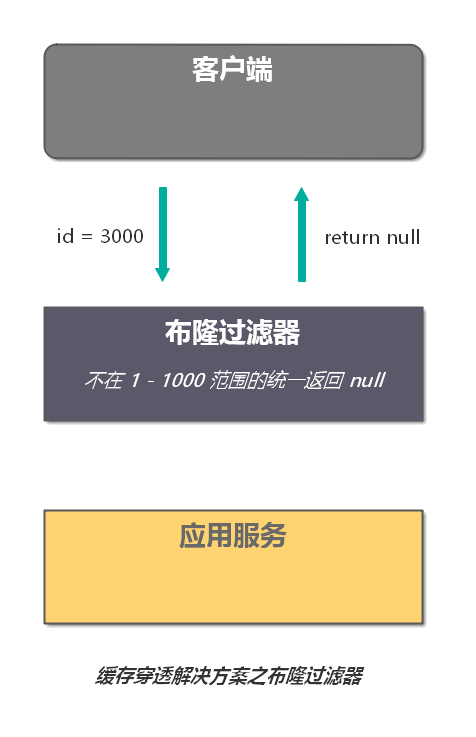 客户端
id = 3000
return null
布隆过滤器
不在 1 - 1000 范围的统一返回 null
应用服务
缓存穿透解决方案之布隆过滤器